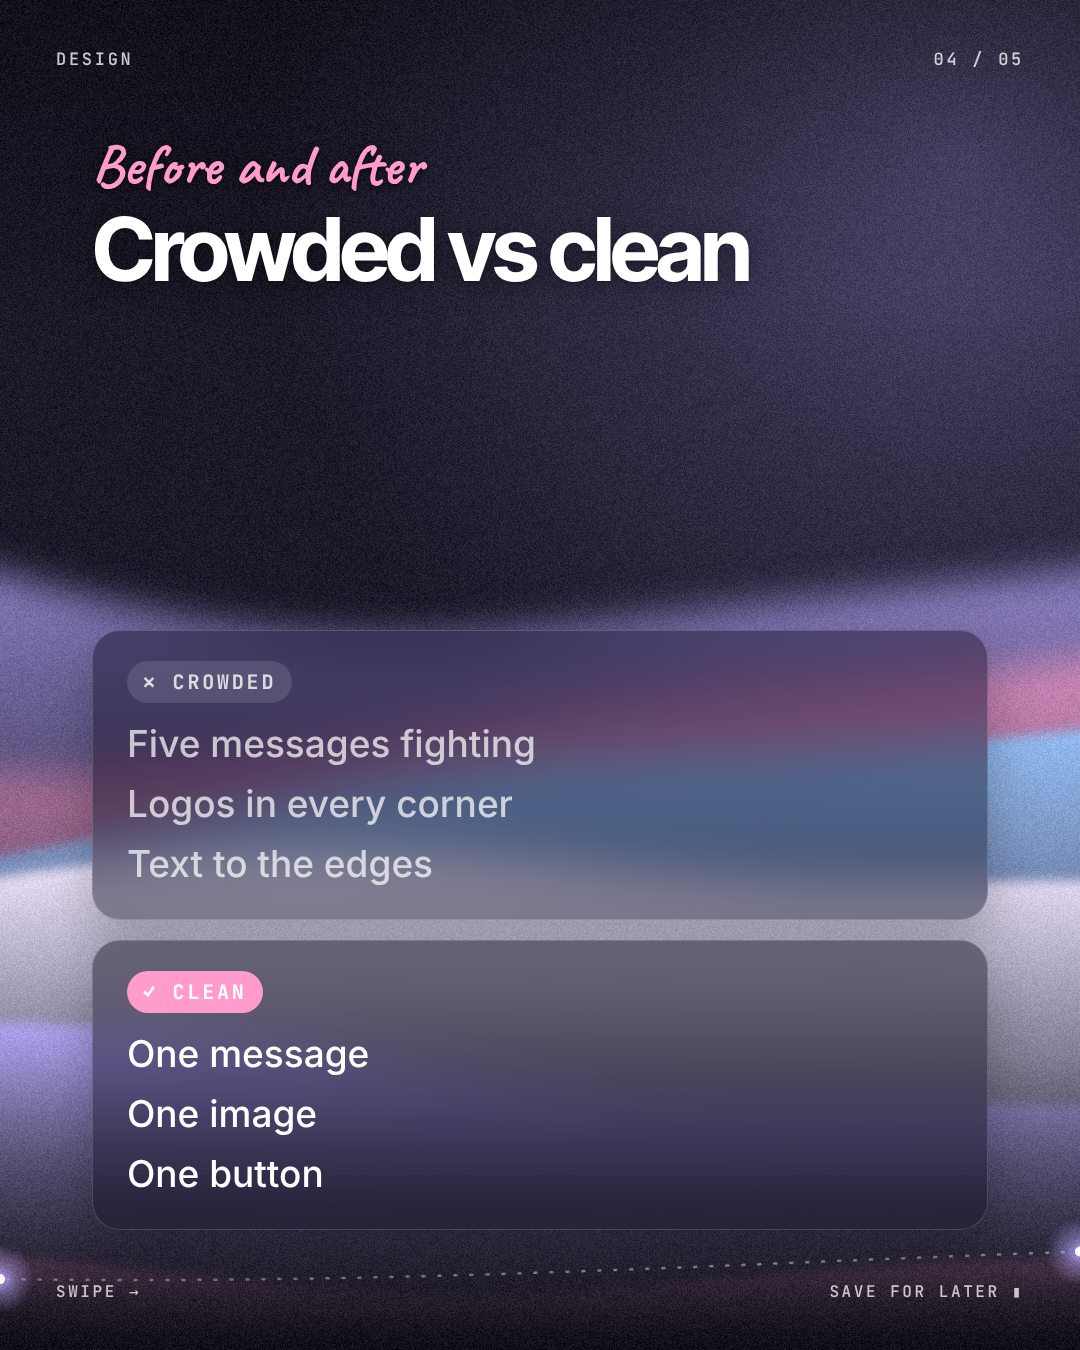 DESIGN
04 / 05
Before and after
Crowded vs clean
× CROWDED
Five messages fighting
Logos in every corner
Text to the edges
✓ CLEAN
One message
One image
One button
SWIPE →
SAVE FOR LATER ▮